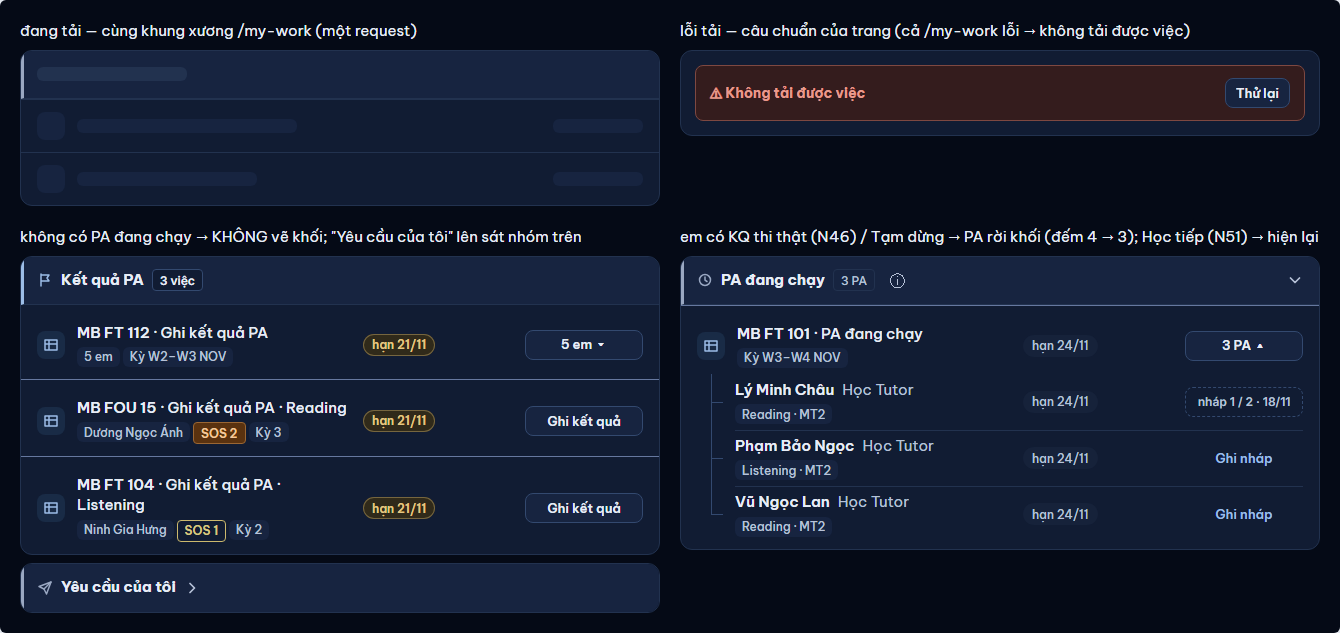 đang tải — cùng khung xương /my-work (một request)
lỗi tải — câu chuẩn của trang (cả /my-work lỗi → không tải được việc)
⚠ Không tải được việc
Thử lại
không có PA đang chạy → KHÔNG vẽ khối; "Yêu cầu của tôi" lên sát nhóm trên
Kết quả PA 3 việc
MB FT 112 · Ghi kết quả PA
5 em Kỳ W2–W3 NOV
hạn 21/11
5 em ▾
MB FOU 15 · Ghi kết quả PA · Reading
Dương Ngọc Ánh SOS 2 Kỳ 3
hạn 21/11
Ghi kết quả
MB FT 104 · Ghi kết quả PA ·
Listening
Ninh Gia Hưng SOS 1 Kỳ 2
hạn 21/11
Ghi kết quả
Yêu cầu của tôi
em có KQ thi thật (N46) / Tạm dừng → PA rời khối (đếm 4 → 3); Học tiếp (N51) → hiện lại
PA đang chạy 3 PA
MB FT 101 · PA đang chạy
Kỳ W3–W4 NOV
hạn 24/11
3 PA ▴
Lý Minh Châu Học Tutor
Reading · MT2
hạn 24/11
nháp 1 / 2 · 18/11
Phạm Bảo Ngọc Học Tutor
Listening · MT2
hạn 24/11
Ghi nháp
Vũ Ngọc Lan Học Tutor
Reading · MT2
hạn 24/11
Ghi nháp